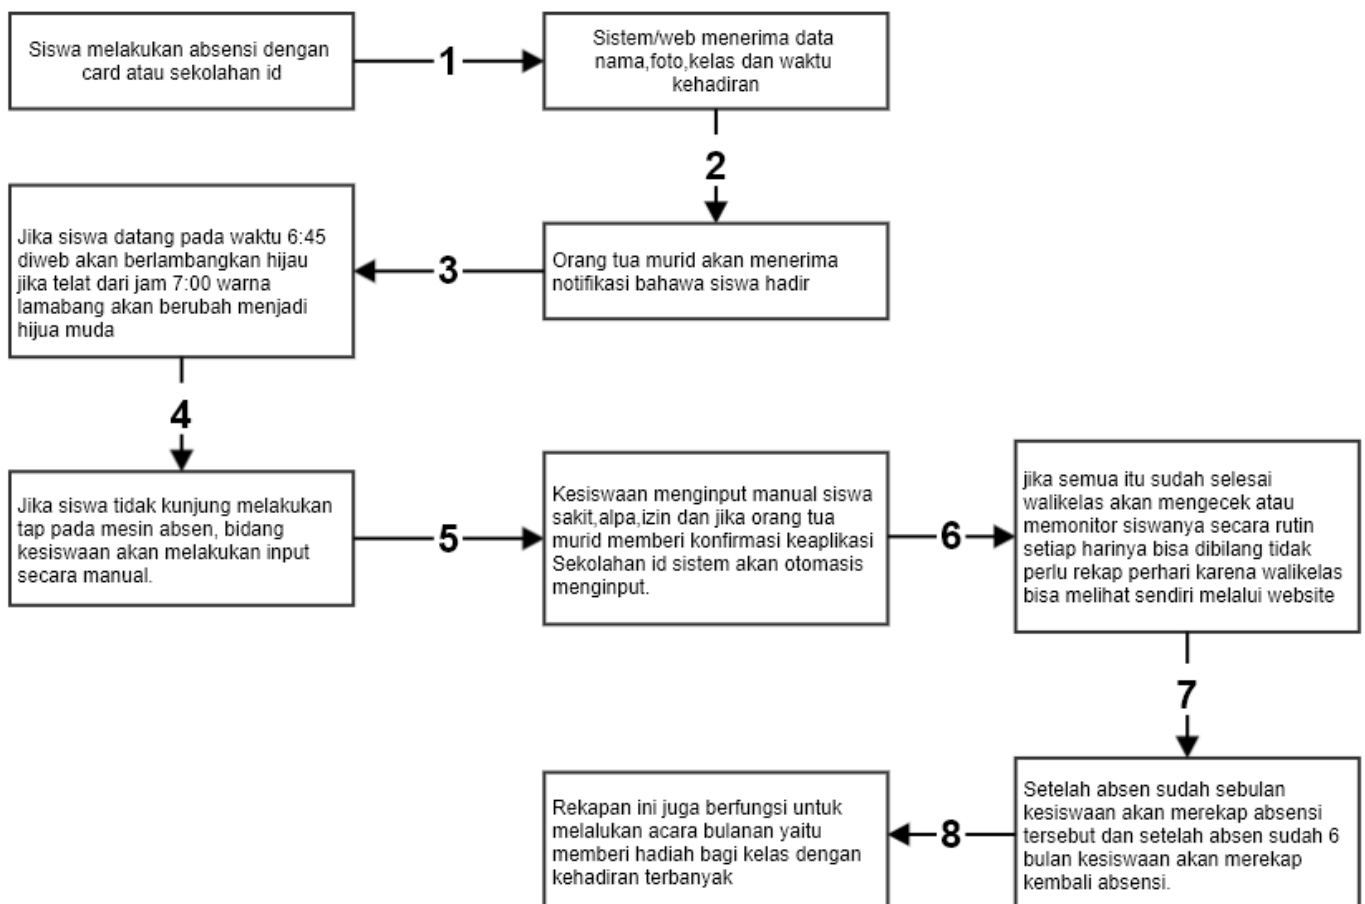 Siswa melakukan absensi dengan
card atau sekolahan id
1
Sistem/web menerima data
nama,foto,kelas dan waktu
kehadiran
2
Orang tua murid akan menerima
notifikasi bahawa siswa hadir
3
Jika siswa datang pada waktu 6:45
diweb akan berlambangkan hijau
jika telat dari jam 7:00 warna
lamabang akan berubah menjadi
hijua muda
4
Jika siswa tidak kunjung melakukan
tap pada mesin absen, bidang
kesiswaan akan melakukan input
secara manual.
5
Kesiswaan menginput manual siswa
sakit,alpa,izin dan jika orang tua
murid memberi konfirmasi keaplikasi
Sekolahan id sistem akan otomasis
menginput.
6
jika semua itu sudah selesai
walikelas akan mengecek atau
memonitor siswanya secara rutin
setiap harinya bisa dibilang tidak
perlu rekap perhari karena walikelas
bisa melihat sendiri melalui website
7
Setelah absen sudah sebulan
kesiswaan akan merekap absensi
tersebut dan setelah absen sudah 6
bulan kesiswaan akan merekap
kembali absensi.
8
Rekapan ini juga berfungsi untuk
melalukan acara bulanan yaitu
memberi hadiah bagi kelas dengan
kehadiran terbanyak